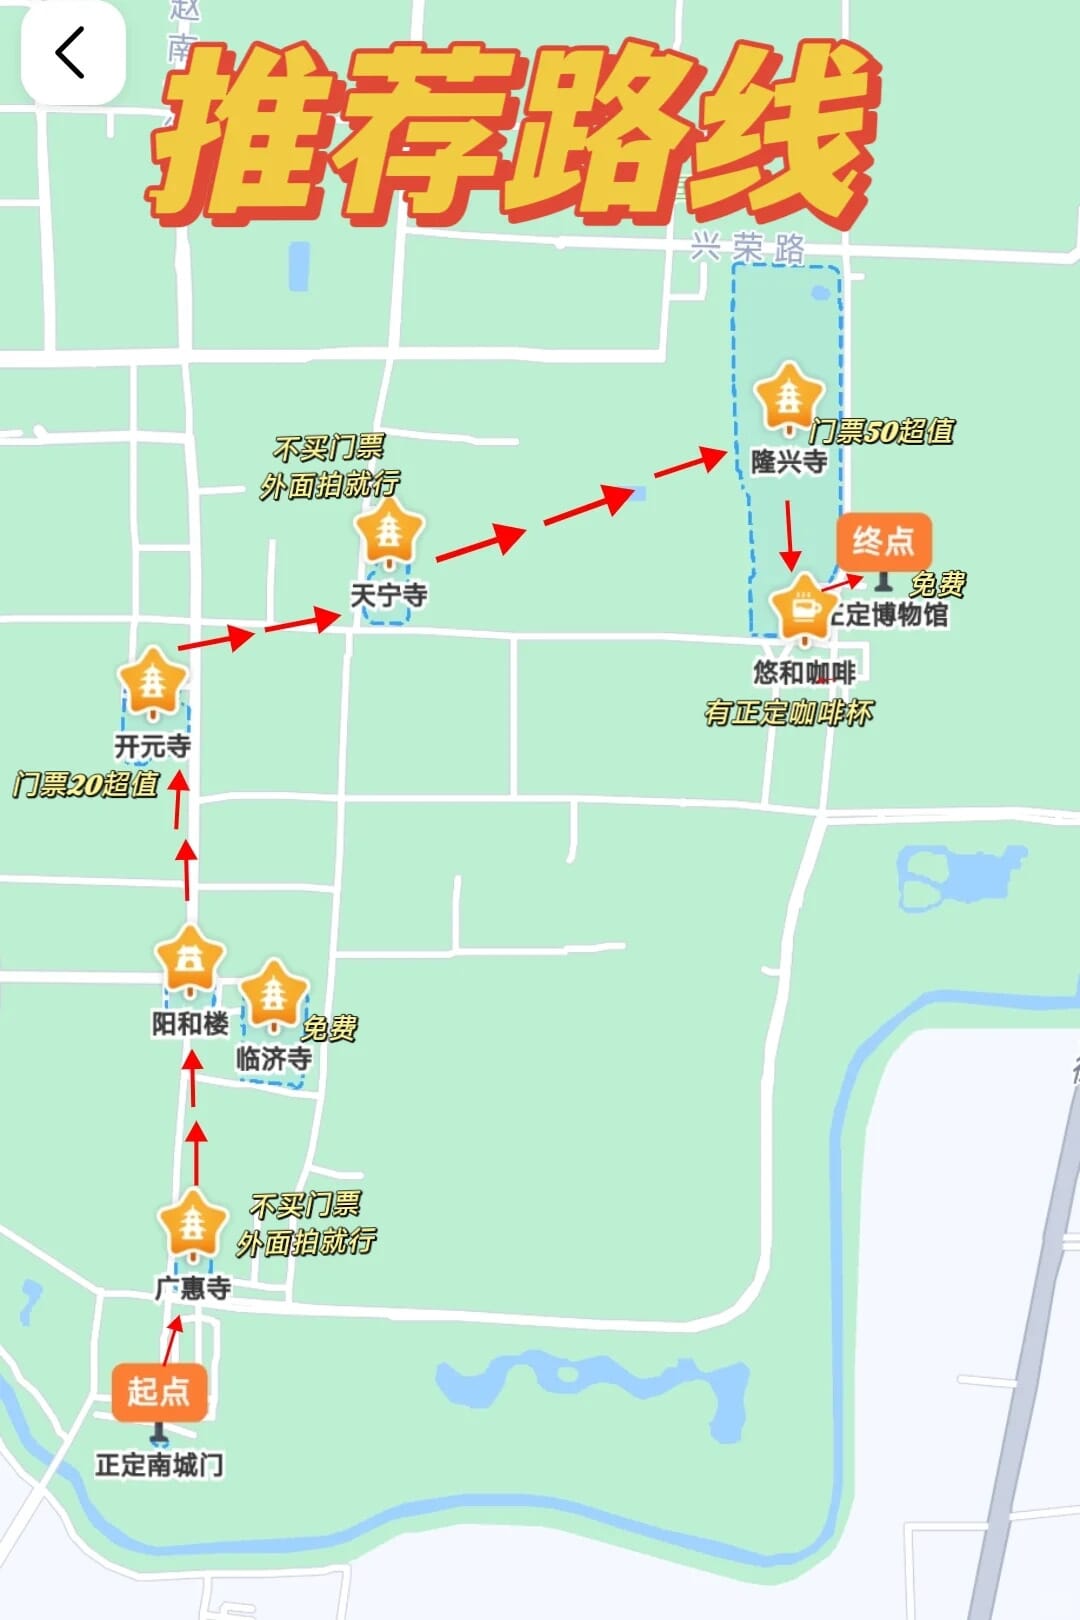 赵
南
推荐路线
兴荣路
门票50超值
隆兴寺
不买门票
外面拍就行
天宁寺
终点
免费
正定博物馆
悠和咖啡
有正定咖啡杯
开元寺
门票20超值
阳和楼
临济寺
免费
不买门票
外面拍就行
广惠寺
起点
正定南城门